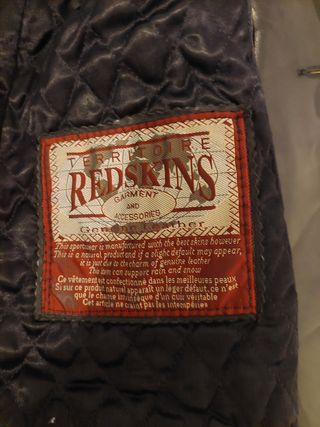 TERRITOIRE
REDSKINS
GARMENT
AND
ACCESSORIES
Genuine Leather
This sportswear is manufactured with the best skins however
This is a natural product and if a slight default may appear,
it is just due to the charm of genuine leather
The item can support rain and snow
Ce vêtement est confectionné dans les meilleures peaux
Si sur ce produit naturel apparaît un léger défaut, ce n'est
que le charme intrinsèque d'un cuir véritable
Cet article ne craint pas les intempéries